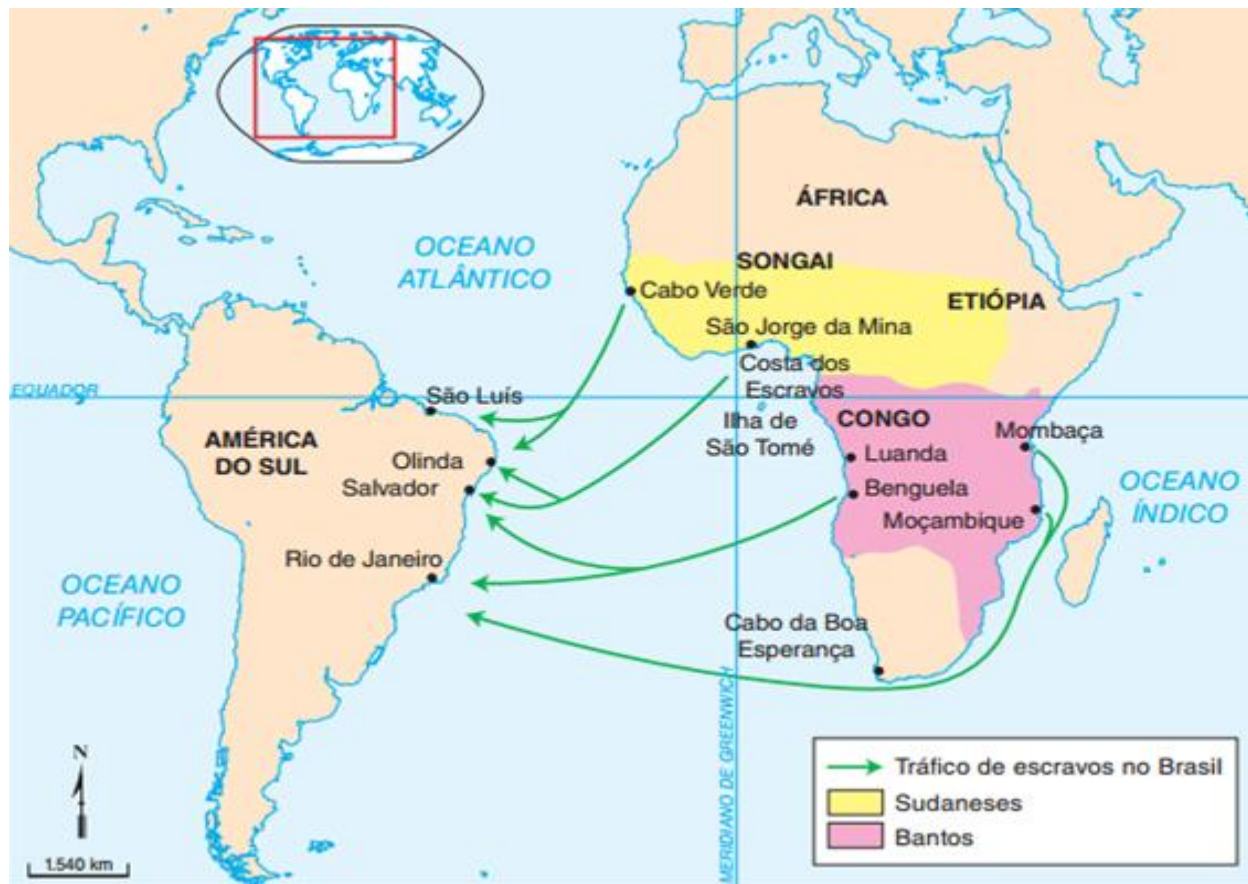 ÁFRICA
OCEANO
ATLÂNTICO
SONGAI
Cabo Verde
ETIÓPIA
São Jorge da Mina
Costa dos
Escravos
EQUADOR
São Luís
AMÉRICA
DO SUL
Ilha de
São Tomé
CONGO
Mombaça
Olinda
Luanda
Salvador
Benguela
OCEANO
ÍNDICO
Moçambique
Rio de Janeiro
OCEANO
PACÍFICO
Cabo da Boa
Esperança
MERIDIANO DE GREENWICH
N
1.540 km
Tráfico de escravos no Brasil
Sudaneses
Bantos